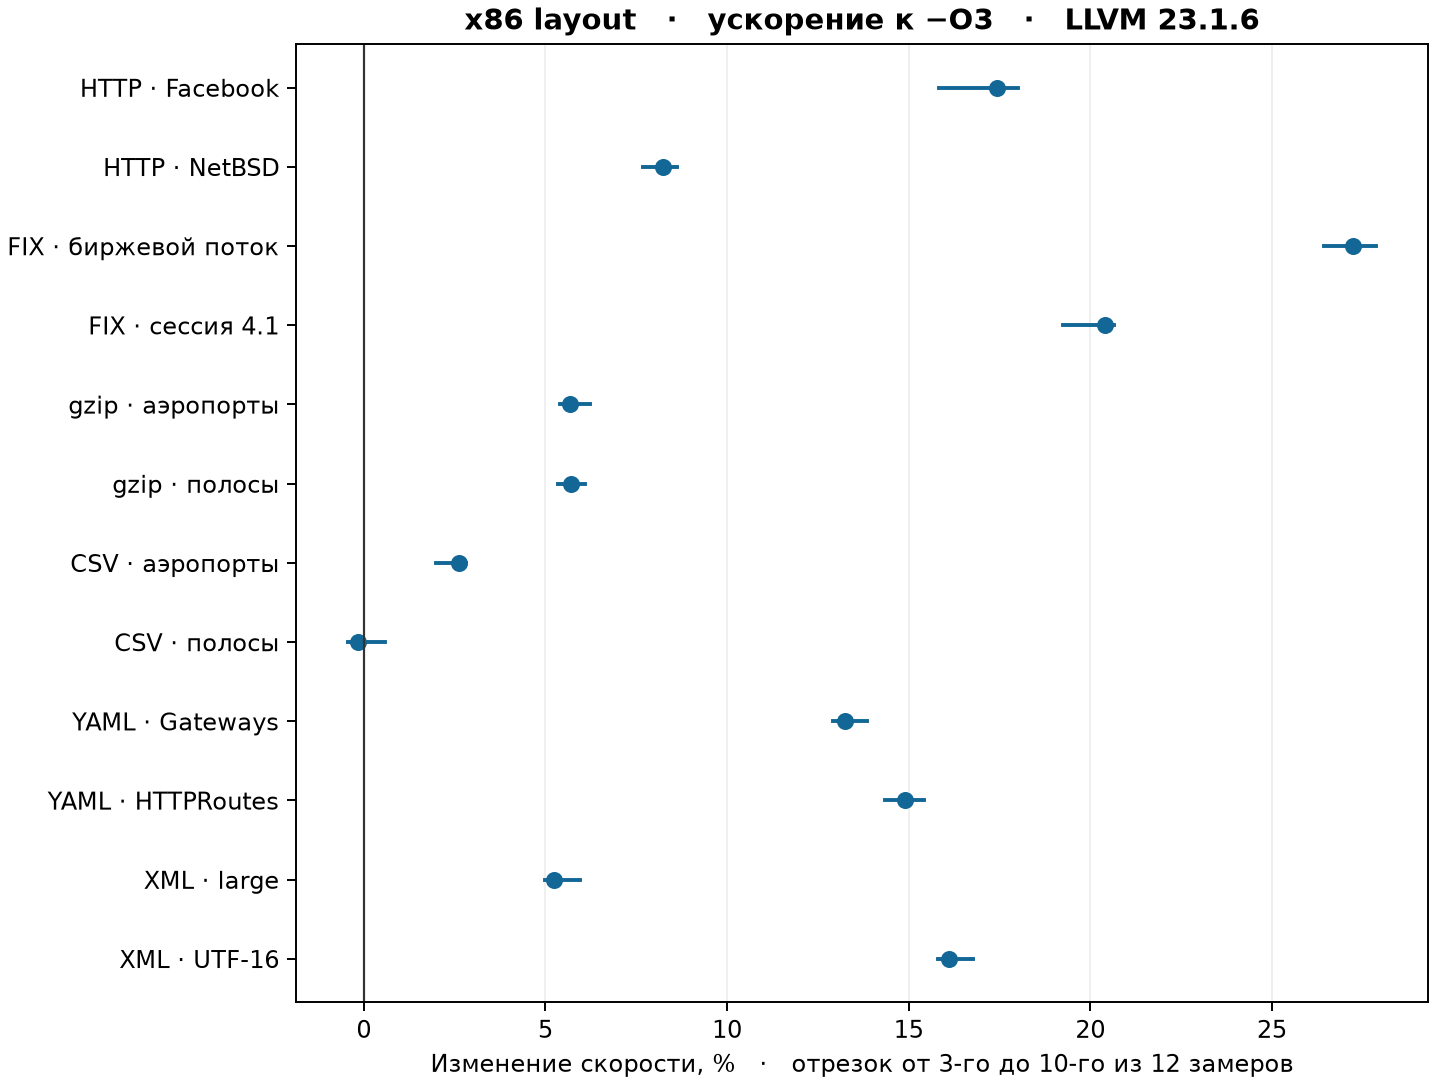 x86 layout · ускорение к −O3 · LLVM 23.1.6
HTTP · Facebook
HTTP · NetBSD
FIX · биржевой поток
FIX · сессия 4.1
gzip · аэропорты
gzip · полосы
CSV · аэропорты
CSV · полосы
YAML · Gateways
YAML · HTTPRoutes
XML · large
XML · UTF-16
0 5 10 15 20 25
Изменение скорости, % · отрезок от 3-го до 10-го из 12 замеров